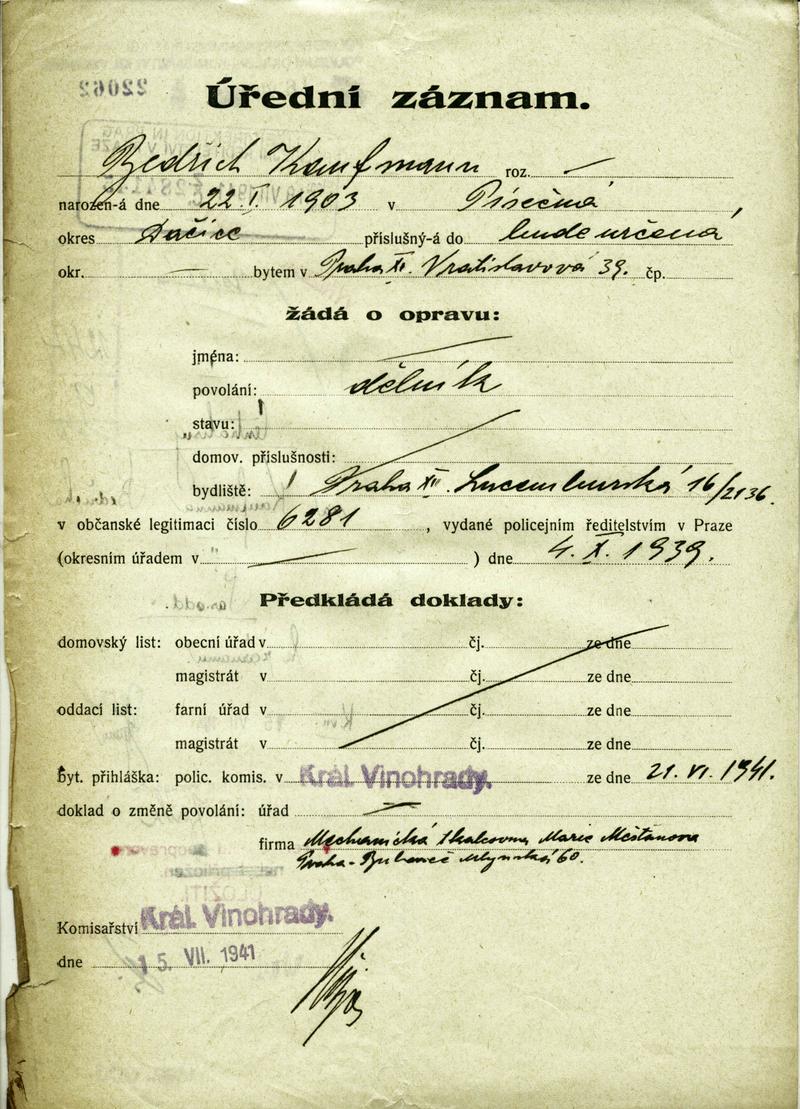 22062
Úřední záznam.
Bedřich Kaufmann roz. —
narozen-á dne 22. I. 1903 v Písečná,
okres Dačice příslušný-á do bude určená
okr. — bytem v Praha XI. Vratislavova 39. čp.
žádá o opravu:
jména:
povolání: dělník
stavu:
domov. příslušnosti:
bydliště: Praha XII. Lucemburská 16/2136.
v občanské legitimaci číslo 6281, vydané policejním ředitelstvím v Praze
(okresním úřadem v — ) dne 4. X. 1939.
Předkládá doklady:
domovský list: obecní úřad v čj. ze dne
magistrát v čj. ze dne
oddací list: farní úřad v čj. ze dne
magistrát v čj. ze dne
byt. přihláška: polic. komis. v Král. Vinohrady. ze dne 21. VI. 1941.
doklad o změně povolání: úřad —
firma Mechanická tkalcovna Marie Měšťanova
Praha - Bubeneč Mlynská 60.
Komisařství Král. Vinohrady.
dne 15. VII. 1941